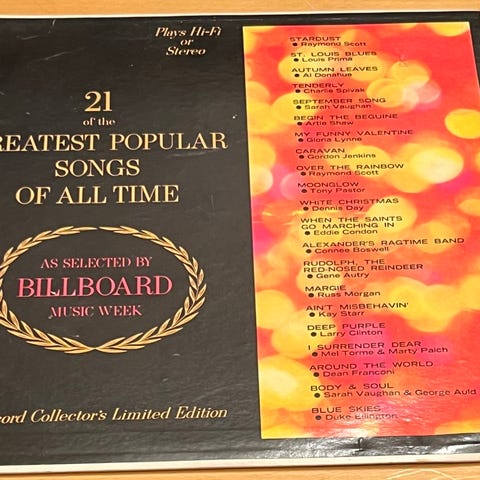 Plays Hi-Fi
or
Stereo
21
of the
REATEST POPULAR
SONGS
OF ALL TIME
AS SELECTED BY
BILLBOARD
MUSIC WEEK
cord Collector's Limited Edition
STARDUST
● Raymond Scott
ST. LOUIS BLUES
● Louis Prima
AUTUMN LEAVES
● Al Donahue
TENDERLY
● Charlie Spivak
SEPTEMBER SONG
● Sarah Vaughan
BEGIN THE BEGUINE
● Artie Shaw
MY FUNNY VALENTINE
● Gloria Lynne
CARAVAN
● Gordon Jenkins
OVER THE RAINBOW
● Raymond Scott
MOONGLOW
● Tony Pastor
WHITE CHRISTMAS
● Dennis Day
WHEN THE SAINTS
GO MARCHING IN
● Eddie Condon
ALEXANDER'S RAGTIME BAND
● Connee Boswell
RUDOLPH, THE
RED-NOSED REINDEER
● Gene Autry
MARGIE
● Russ Morgan
AIN'T MISBEHAVIN'
● Kay Starr
DEEP PURPLE
● Larry Clinton
I SURRENDER DEAR
● Mel Torme & Marty Paich
AROUND THE WORLD
● Dean Franconi
BODY & SOUL
● Sarah Vaughan & George Auld
BLUE SKIES
● Duke Ellington